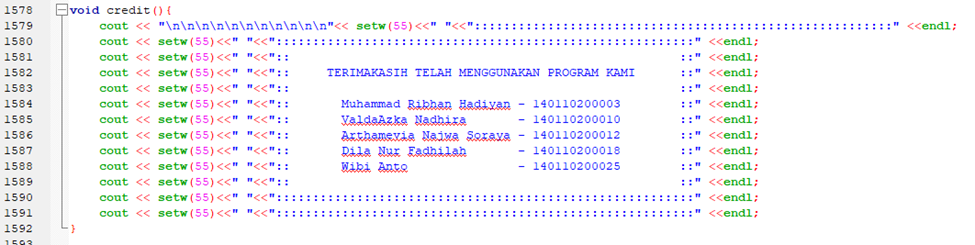 1578 void credit(){
1579 cout << "\n\n\n\n\n\n\n\n\n\n\n"<< setw(55)<<" "<<"::::::::::::::::::::::::::::::::::::::::::::::::::::::::" <<endl;
1580 cout << setw(55)<<" "<<"::::::::::::::::::::::::::::::::::::::::::::::::::::::::" <<endl;
1581 cout << setw(55)<<" "<<"::                                                    ::" <<endl;
1582 cout << setw(55)<<" "<<"::     TERIMAKASIH TELAH MENGGUNAKAN PROGRAM KAMI      ::" <<endl;
1583 cout << setw(55)<<" "<<"::                                                    ::" <<endl;
1584 cout << setw(55)<<" "<<"::       Muhammad Ribhan Hadiyan - 140110200003        ::" <<endl;
1585 cout << setw(55)<<" "<<"::       ValdaAzka Nadhira       - 140110200010        ::" <<endl;
1586 cout << setw(55)<<" "<<"::       Arthamevia Najwa Soraya - 140110200012        ::" <<endl;
1587 cout << setw(55)<<" "<<"::       Dila Nur Fadhilah       - 140110200018        ::" <<endl;
1588 cout << setw(55)<<" "<<"::       Wibi Anto               - 140110200025        ::" <<endl;
1589 cout << setw(55)<<" "<<"::                                                    ::" <<endl;
1590 cout << setw(55)<<" "<<"::::::::::::::::::::::::::::::::::::::::::::::::::::::::" <<endl;
1591 cout << setw(55)<<" "<<"::::::::::::::::::::::::::::::::::::::::::::::::::::::::" <<endl;
1592 }
1593